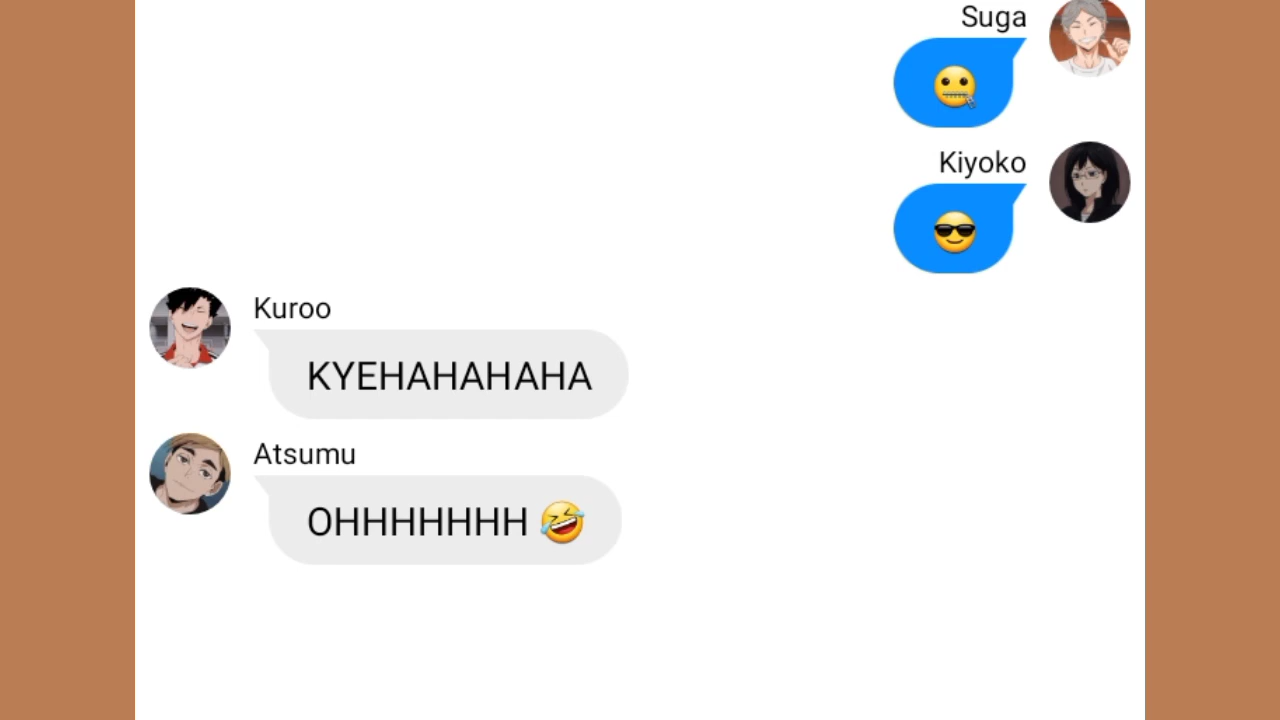 Suga
🤐
Kiyoko
😎
Kuroo
KYEHAHAHAHA
Atsumu
OHHHHHHH 🤣